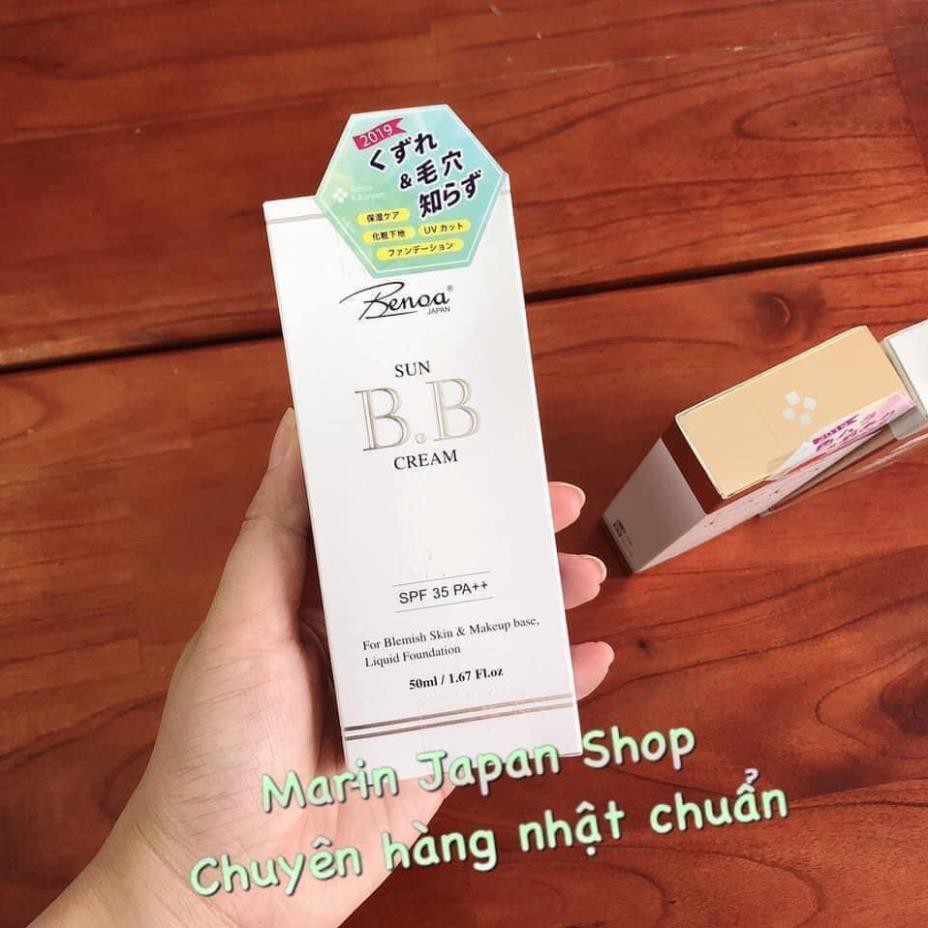 2019
くずれ
&毛穴
知らず
保湿ケア
化粧下地 UVカット
ファンデーション
Benoa®
JAPAN
SUN
B.B
CREAM
SPF 35 PA++
For Blemish Skin & Makeup base,
Liquid Foundation
50ml / 1.67 Fl.oz
Marin Japan Shop
Chuyên hàng nhật chuẩn